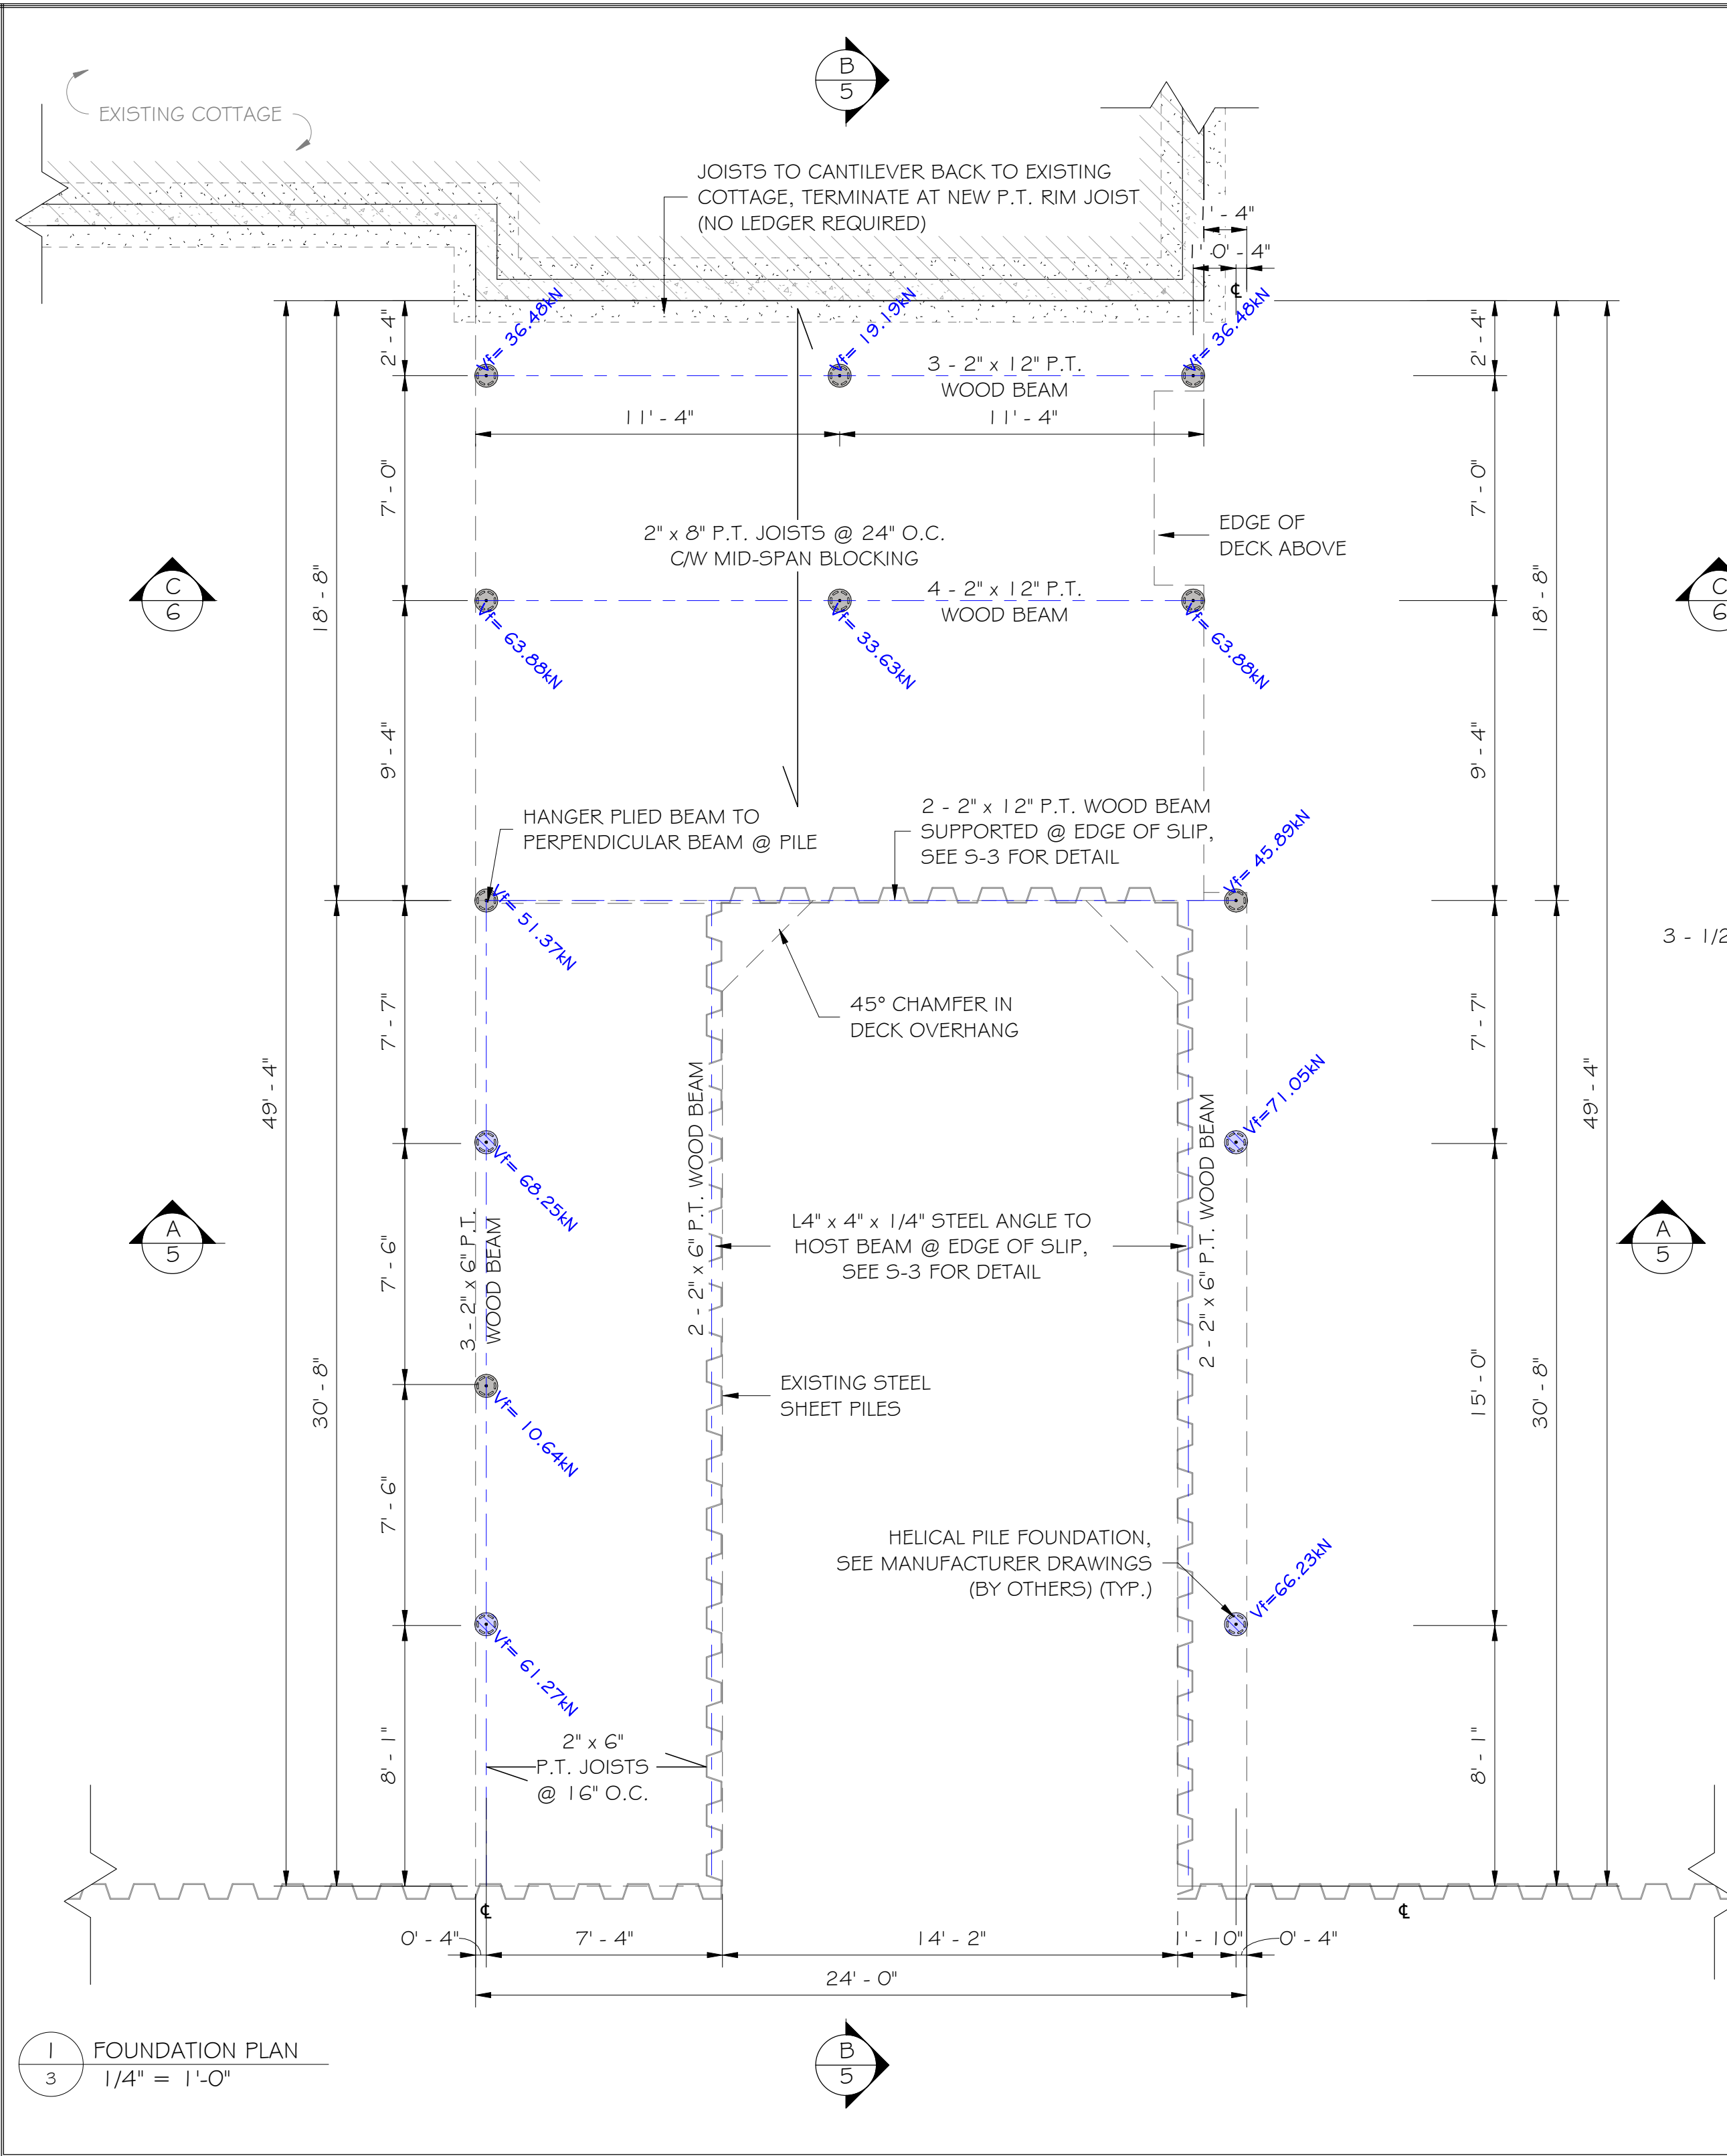 B
5
EXISTING COTTAGE
JOISTS TO CANTILEVER BACK TO EXISTING
COTTAGE, TERMINATE AT NEW P.T. RIM JOIST
(NO LEDGER REQUIRED)
1' - 4"
1' - 0"
0' - 4"
℄
2' - 4"
Vf= 36.48kN
Vf= 19.19kN
Vf= 36.48kN
2' - 4"
3 - 2" x 12" P.T.
WOOD BEAM
11' - 4"
11' - 4"
7' - 0"
7' - 0"
2" x 8" P.T. JOISTS @ 24" O.C.
C/W MID-SPAN BLOCKING
EDGE OF
DECK ABOVE
C
6
18' - 8"
4 - 2" x 12" P.T.
WOOD BEAM
18' - 8"
C
6
Vf= 63.88kN
Vf= 33.63kN
Vf= 63.88kN
9' - 4"
9' - 4"
HANGER PLIED BEAM TO
PERPENDICULAR BEAM @ PILE
2 - 2" x 12" P.T. WOOD BEAM
SUPPORTED @ EDGE OF SLIP,
SEE S-3 FOR DETAIL
Vf= 45.89kN
Vf= 51.37kN
3 - 1/2
45° CHAMFER IN
DECK OVERHANG
7' - 7"
7' - 7"
49' - 4"
49' - 4"
Vf=71.05kN
2 - 2" x 6" P.T. WOOD BEAM
2 - 2" x 6" P.T. WOOD BEAM
Vf= 68.25kN
A
5
3 - 2" x 6" P.T.
WOOD BEAM
L4" x 4" x 1/4" STEEL ANGLE TO
HOST BEAM @ EDGE OF SLIP,
SEE S-3 FOR DETAIL
A
5
7' - 6"
30' - 8"
EXISTING STEEL
SHEET PILES
15' - 0"
30' - 8"
Vf= 10.64kN
7' - 6"
HELICAL PILE FOUNDATION,
SEE MANUFACTURER DRAWINGS
(BY OTHERS) (TYP.)
Vf=66.23kN
Vf= 61.27kN
8' - 1"
2" x 6"
P.T. JOISTS
@ 16" O.C.
8' - 1"
℄
℄
0' - 4"
7' - 4"
14' - 2"
1' - 10"
0' - 4"
24' - 0"
1
3
FOUNDATION PLAN
1/4" = 1'-0"
B
5